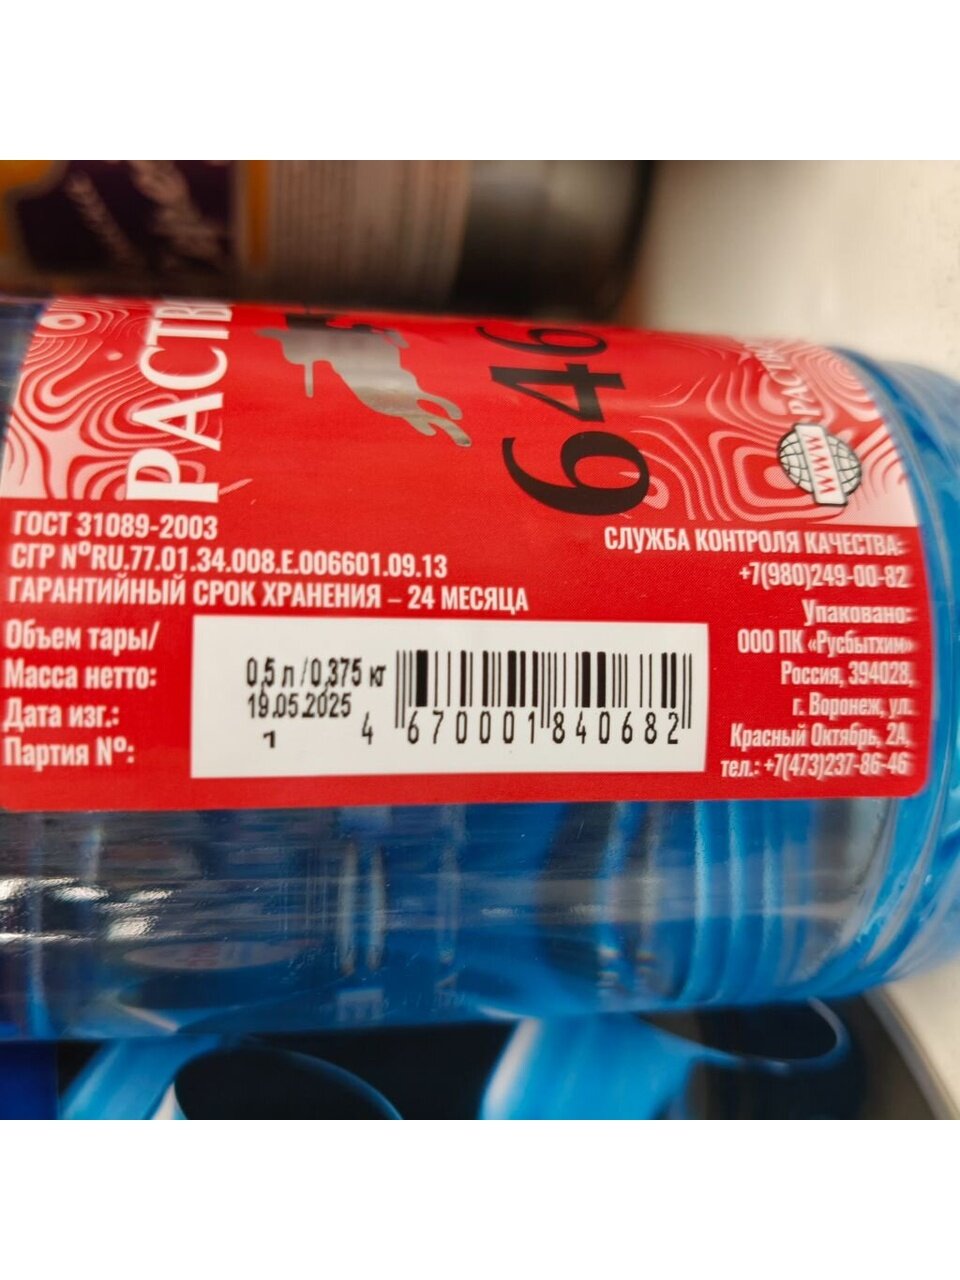 РАСТВ
646
WWW
РАСТВ
ГОСТ 31089-2003
СГР №RU.77.01.34.008.E.006601.09.13
ГАРАНТИЙНЫЙ СРОК ХРАНЕНИЯ – 24 МЕСЯЦА
Объем тары/
Масса нетто:
Дата изг.:
Партия №:
0,5 л/0,375 кг
19.05.2025
1
4 670001 840682
СЛУЖБА КОНТРОЛЯ КАЧЕСТВА:
+7(980)249-00-82
Упаковано:
ООО ПК «Русбытхим»
Россия, 394028,
г. Воронеж, ул.
Красный Октябрь, 2А,
тел.: +7(473)237-86-46